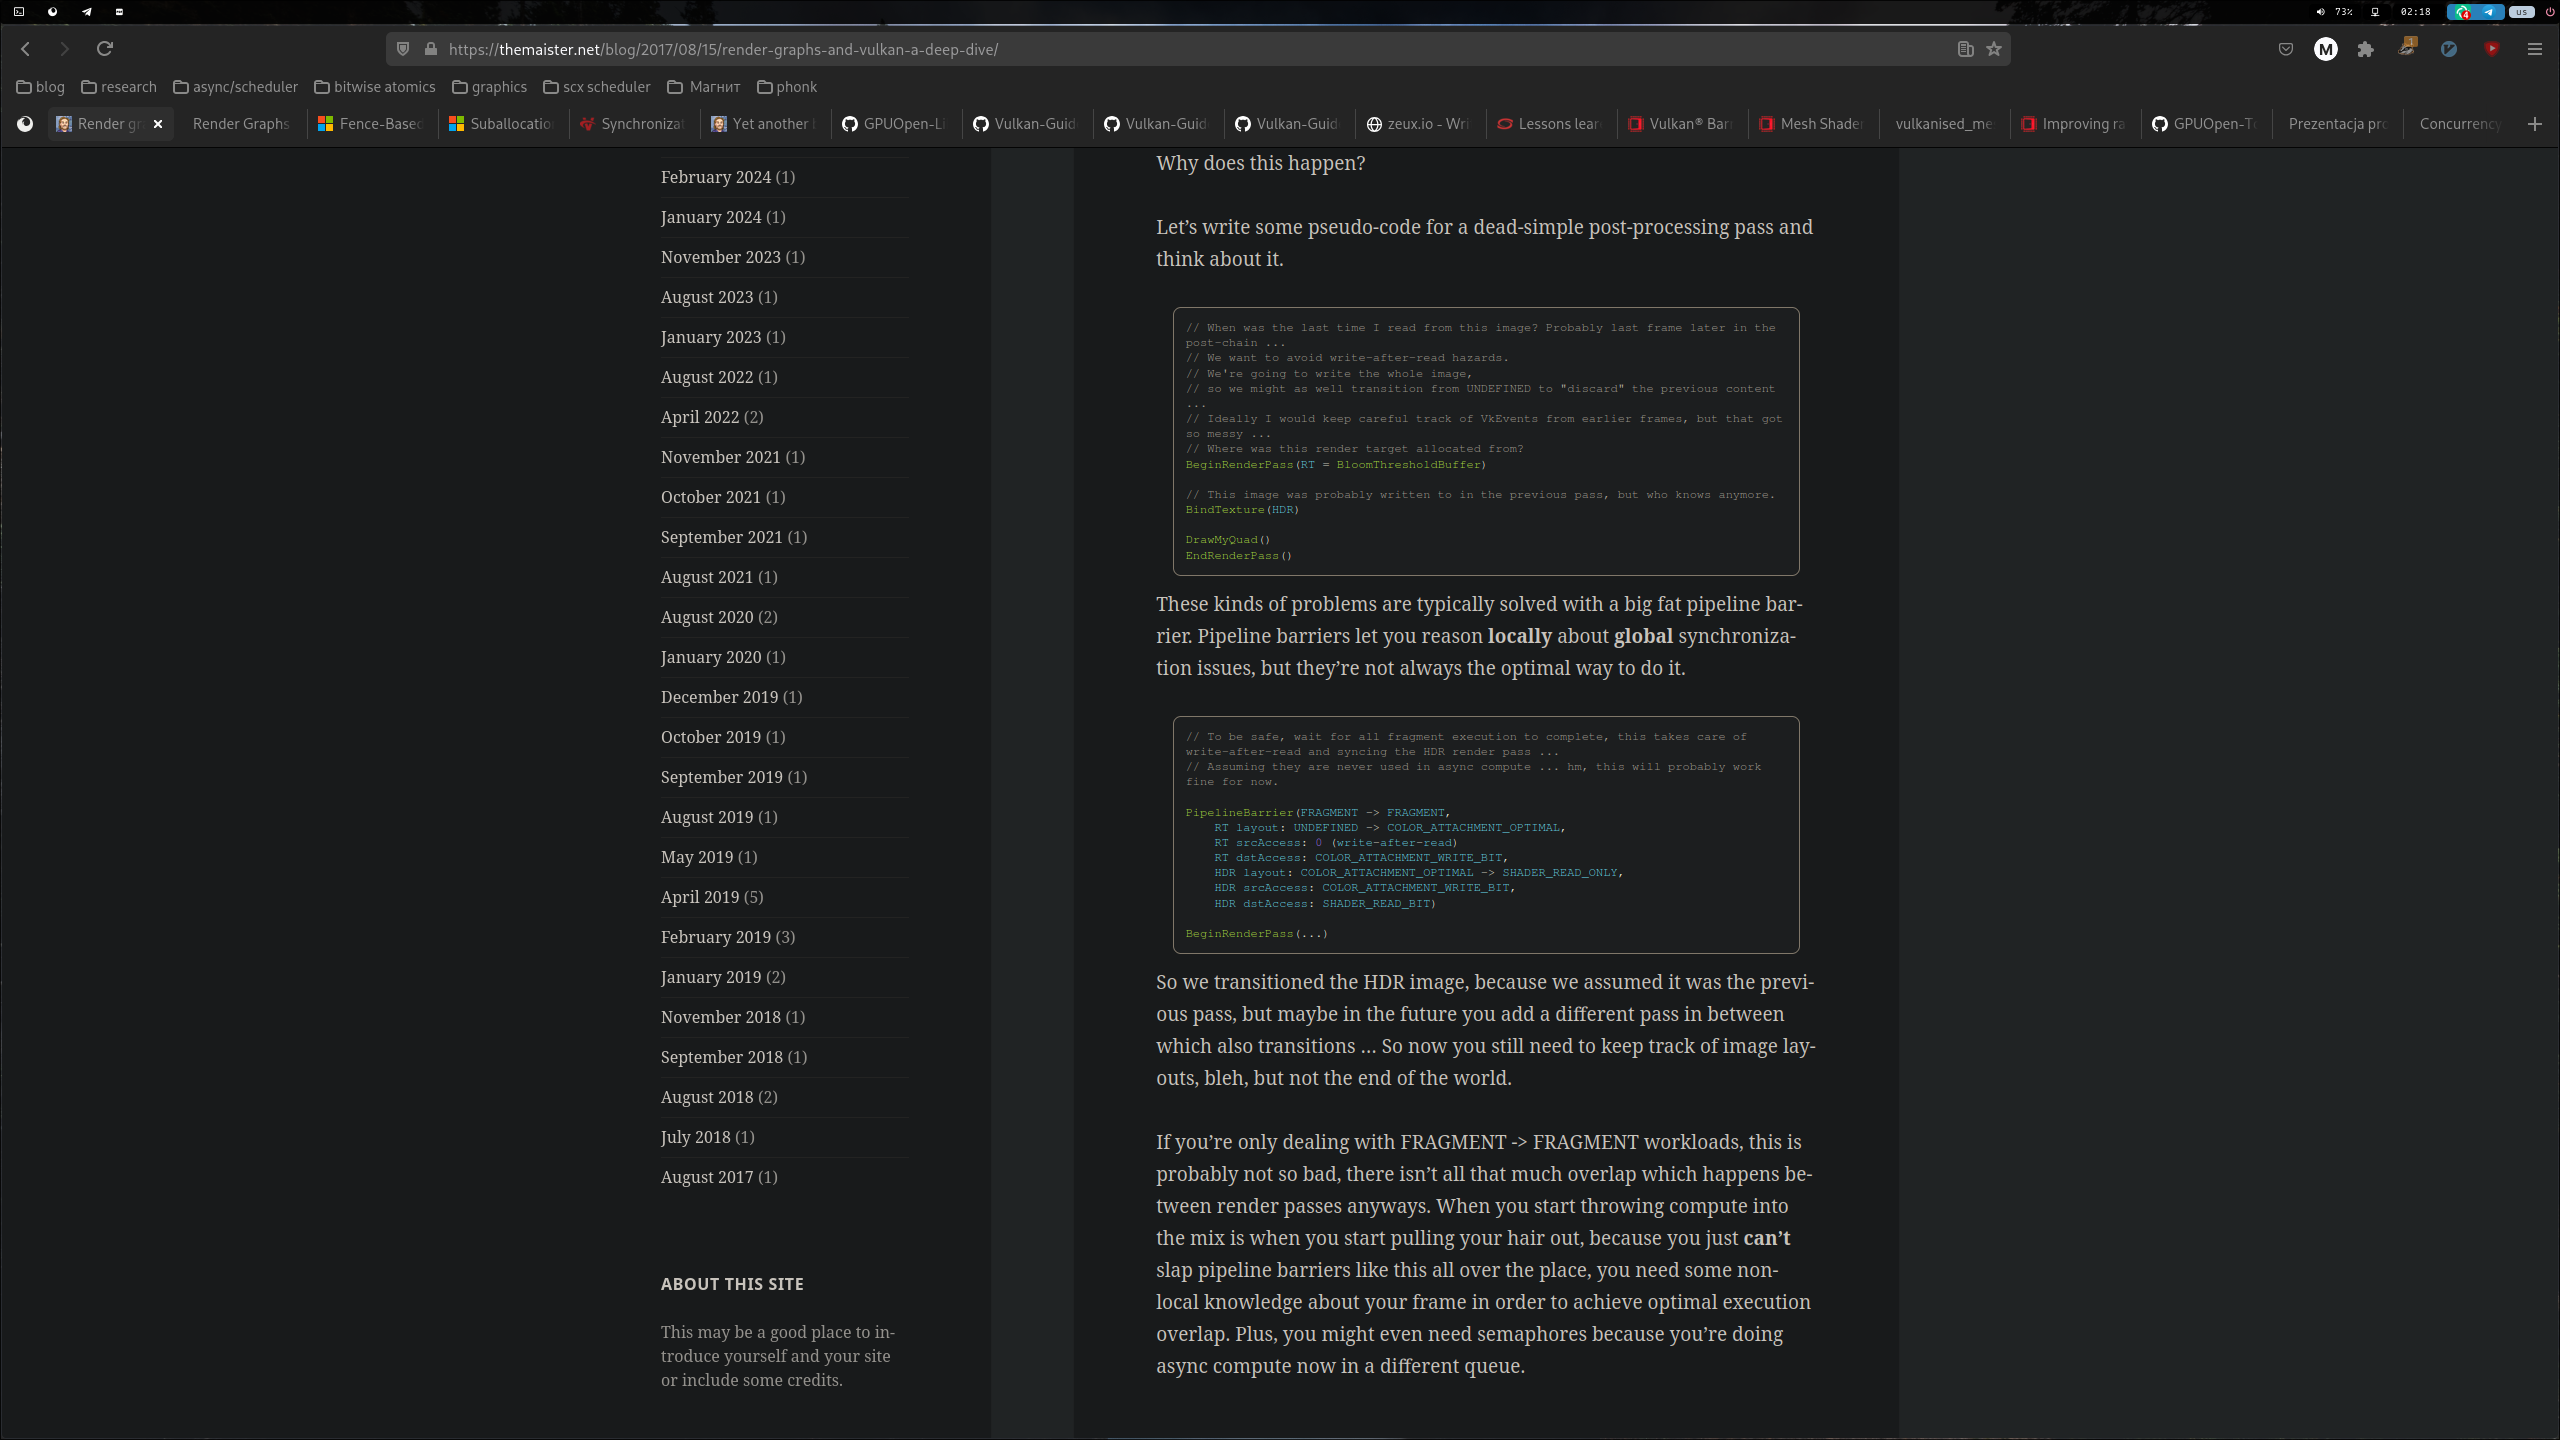 73%
02:18
4
us
https://themaister.net/blog/2017/08/15/render-graphs-and-vulkan-a-deep-dive/
M
1
blog
research
async/scheduler
bitwise atomics
graphics
scx scheduler
Магнит
phonk
Render gr
Render Graphs
Fence-Based
Suballocatio
Synchronizat
Yet another b
GPUOpen-Li
Vulkan-Guid
Vulkan-Guid
Vulkan-Guid
zeux.io - Wri
Lessons lear
Vulkan® Bar
Mesh Shader
vulkanised_me
Improving ra
GPUOpen-Te
Prezentacja pro
Concurrency
February 2024 (1)
January 2024 (1)
November 2023 (1)
August 2023 (1)
January 2023 (1)
August 2022 (1)
April 2022 (2)
November 2021 (1)
October 2021 (1)
September 2021 (1)
August 2021 (1)
August 2020 (2)
January 2020 (1)
December 2019 (1)
October 2019 (1)
September 2019 (1)
August 2019 (1)
May 2019 (1)
April 2019 (5)
February 2019 (3)
January 2019 (2)
November 2018 (1)
September 2018 (1)
August 2018 (2)
July 2018 (1)
August 2017 (1)
ABOUT THIS SITE
This may be a good place to in-
troduce yourself and your site
or include some credits.
Why does this happen?
Let’s write some pseudo-code for a dead-simple post-processing pass and
think about it.
// When was the last time I read from this image? Probably last frame later in the
post-chain ...
// We want to avoid write-after-read hazards.
// We're going to write the whole image,
// so we might as well transition from UNDEFINED to "discard" the previous content
...
// Ideally I would keep careful track of VkEvents from earlier frames, but that got
so messy ...
// Where was this render target allocated from?
BeginRenderPass(RT = BloomThresholdBuffer)
// This image was probably written to in the previous pass, but who knows anymore.
BindTexture(HDR)
DrawMyQuad()
EndRenderPass()
These kinds of problems are typically solved with a big fat pipeline bar-
rier. Pipeline barriers let you reason locally about global synchroniza-
tion issues, but they’re not always the optimal way to do it.
// To be safe, wait for all fragment execution to complete, this takes care of
write-after-read and syncing the HDR render pass ...
// Assuming they are never used in async compute ... hm, this will probably work
fine for now.
PipelineBarrier(FRAGMENT -> FRAGMENT,
RT layout: UNDEFINED -> COLOR_ATTACHMENT_OPTIMAL,
RT srcAccess: 0 (write-after-read)
RT dstAccess: COLOR_ATTACHMENT_WRITE_BIT,
HDR layout: COLOR_ATTACHMENT_OPTIMAL -> SHADER_READ_ONLY,
HDR srcAccess: COLOR_ATTACHMENT_WRITE_BIT,
HDR dstAccess: SHADER_READ_BIT)
BeginRenderPass(...)
So we transitioned the HDR image, because we assumed it was the previ-
ous pass, but maybe in the future you add a different pass in between
which also transitions … So now you still need to keep track of image lay-
outs, bleh, but not the end of the world.
If you’re only dealing with FRAGMENT -> FRAGMENT workloads, this is
probably not so bad, there isn’t all that much overlap which happens be-
tween render passes anyways. When you start throwing compute into
the mix is when you start pulling your hair out, because you just can’t
slap pipeline barriers like this all over the place, you need some non-
local knowledge about your frame in order to achieve optimal execution
overlap. Plus, you might even need semaphores because you’re doing
async compute now in a different queue.